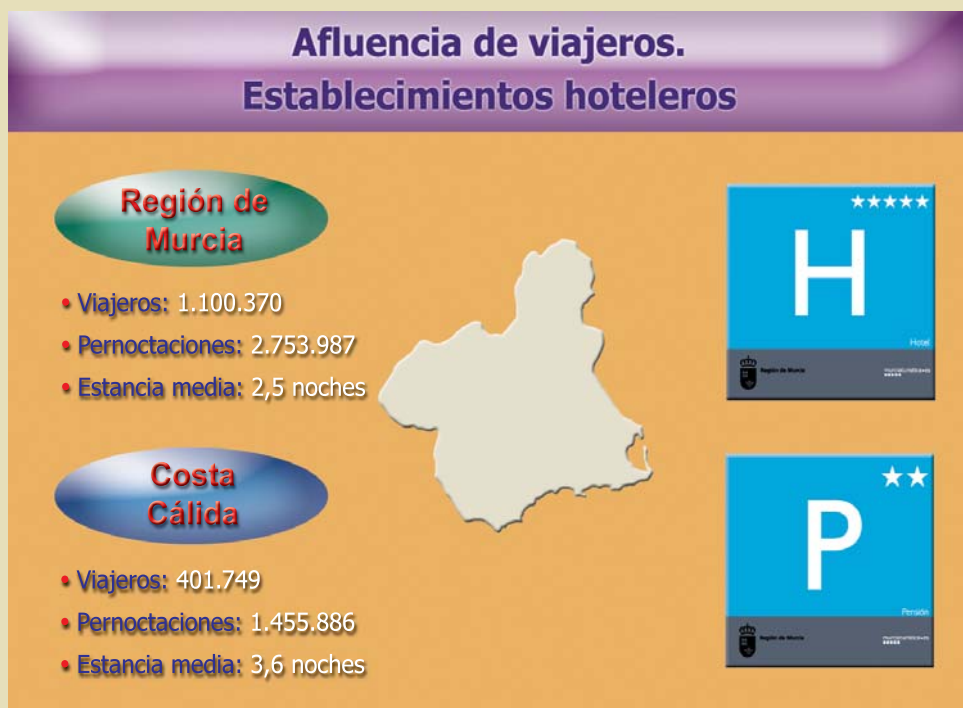 Afluencia de viajeros.
Establecimientos hoteleros
Región de
Murcia
• Viajeros: 1.100.370
• Pernoctaciones: 2.753.987
• Estancia media: 2,5 noches
Costa
Cálida
• Viajeros: 401.749
• Pernoctaciones: 1.455.886
• Estancia media: 3,6 noches
H
Hotel
Región de Murcia
P
Pensión
Región de Murcia